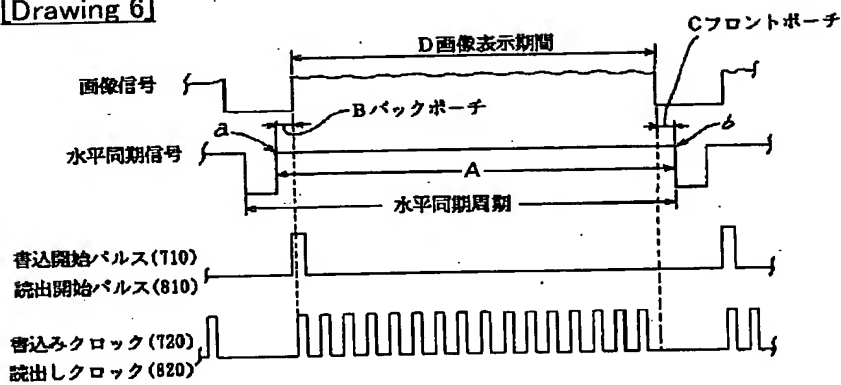 [Drawing 6]
D画像表示期間
Cフロントポーチ
画像信号
Bバックポーチ
a
b
水平同期信号
A
水平同期周期
書込開始パルス(710)
読出開始パルス(810)
書込みクロック(720)
読出しクロック(820)